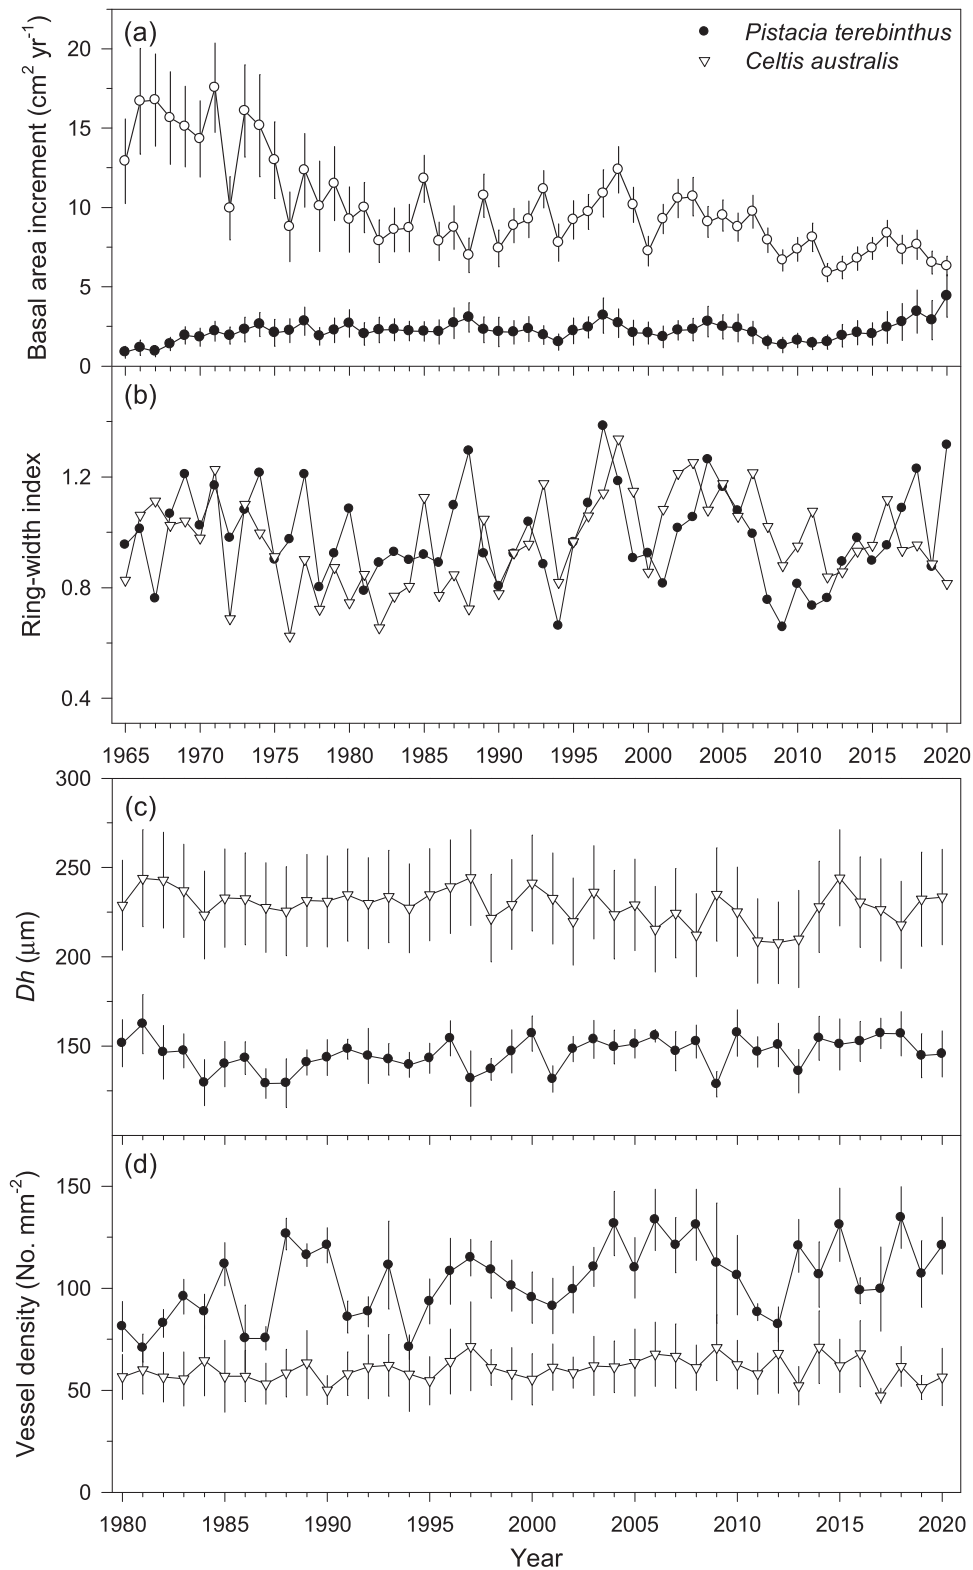 (a)
Pistacia terebinthus
Celtis australis
Basal area increment (cm² yr⁻¹)
20
15
10
5
0
(b)
Ring-width index
1.2
0.8
0.4
1965 1970 1975 1980 1985 1990 1995 2000 2005 2010 2015 2020
(c)
Dh (µm)
300
250
200
150
(d)
Vessel density (No. mm⁻²)
150
100
50
0
1980 1985 1990 1995 2000 2005 2010 2015 2020
Year